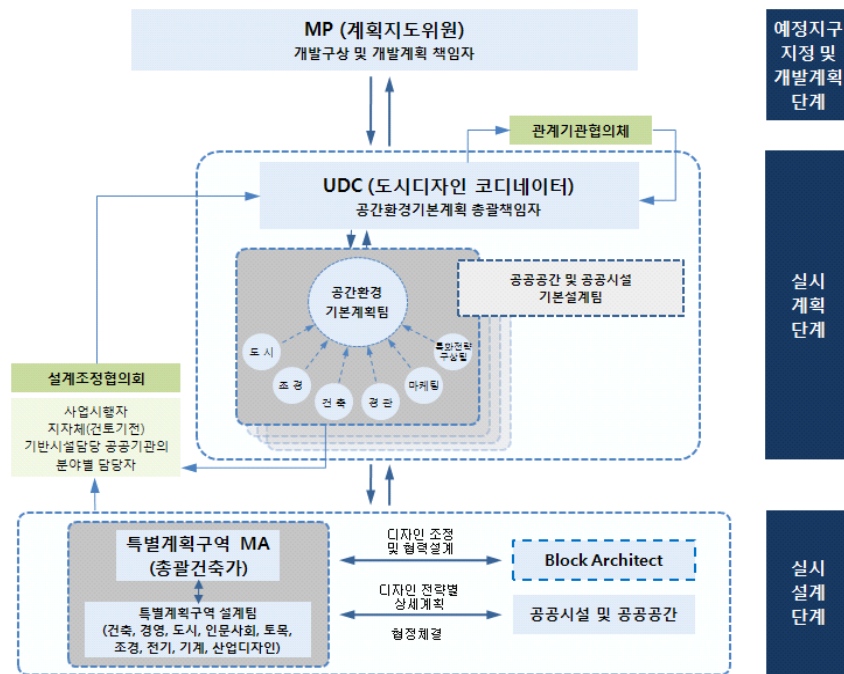 MP (계획지도위원)
개발구상 및 개발계획 책임자
예정지구
지정 및
개발계획
단계
관계기관협의체
UDC (도시디자인 코디네이터)
공간환경기본계획 총괄책임자
공간환경
기본계획팀
공공공간 및 공공시설
기본설계팀
도 시
조 경
건 축
경 관
마케팅
특화전략
구상팀
실시
계획
단계
설계조정협의회
사업시행자
지자체(건토기전)
기반시설담당 공공기관의
분야별 담당자
특별계획구역 MA
(총괄건축가)
특별계획구역 설계팀
(건축, 경영, 도시, 인문사회, 토목,
조경, 전기, 기계, 산업디자인)
디자인 조정
및 협력설계
디자인 전략별
상세계획
협정체결
Block Architect
공공시설 및 공공공간
실시
설계
단계